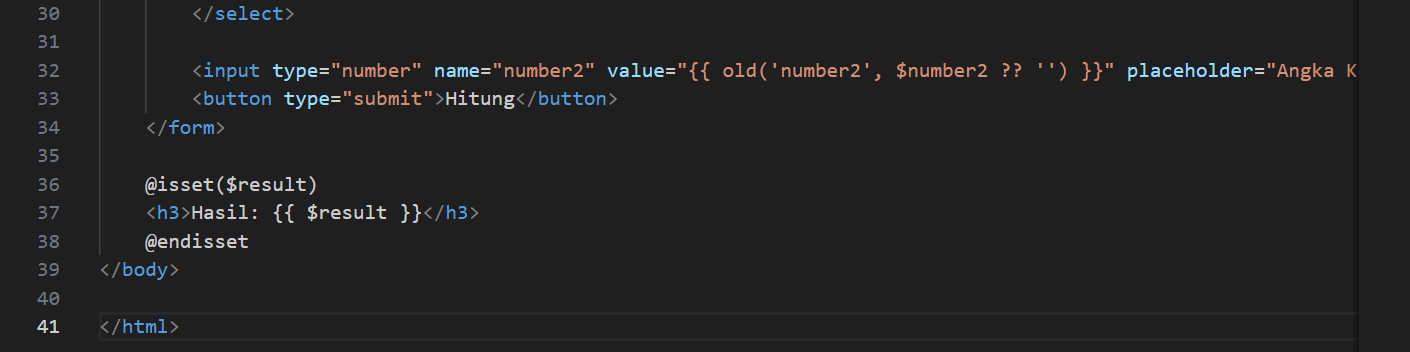 30 </select>
31
32 <input type="number" name="number2" value="{{ old('number2', $number2 ?? '') }}" placeholder="Angka K
33 <button type="submit">Hitung</button>
34 </form>
35
36 @isset($result)
37 <h3>Hasil: {{ $result }}</h3>
38 @endisset
39 </body>
40
41 </html>